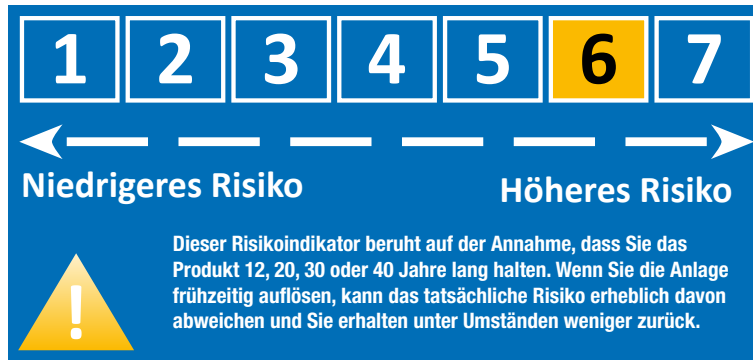 1 2 3 4 5 6 7
Niedrigeres Risiko Höheres Risiko
Dieser Risikoindikator beruht auf der Annahme, dass Sie das
Produkt 12, 20, 30 oder 40 Jahre lang halten. Wenn Sie die Anlage
frühzeitig auflösen, kann das tatsächliche Risiko erheblich davon
abweichen und Sie erhalten unter Umständen weniger zurück.
!